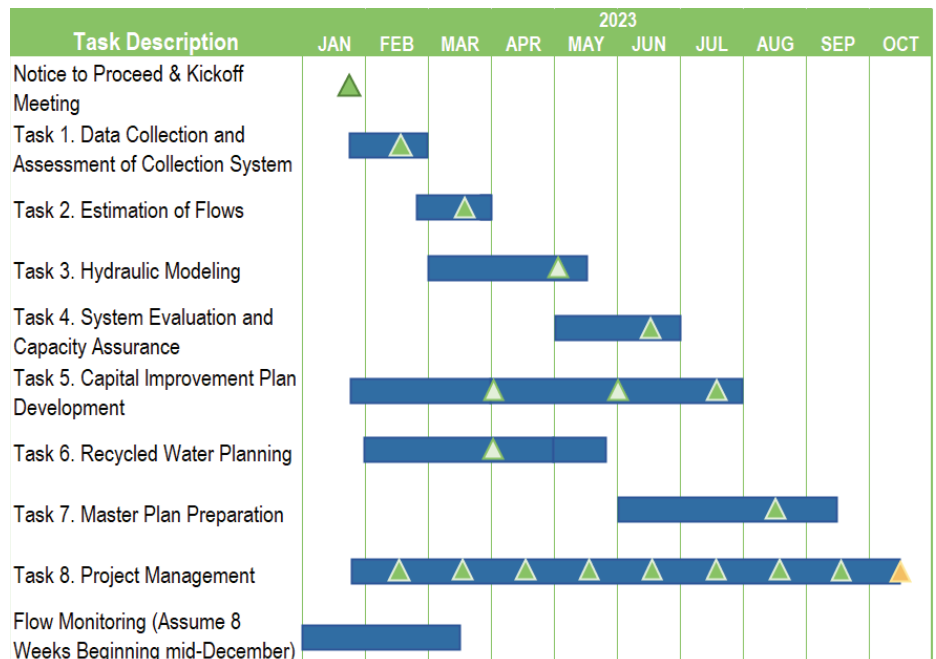 2023
Task Description JAN FEB MAR APR MAY JUN JUL AUG SEP OCT
Notice to Proceed & Kickoff
Meeting
Task 1. Data Collection and
Assessment of Collection System
Task 2. Estimation of Flows
Task 3. Hydraulic Modeling
Task 4. System Evaluation and
Capacity Assurance
Task 5. Capital Improvement Plan
Development
Task 6. Recycled Water Planning
Task 7. Master Plan Preparation
Task 8. Project Management
Flow Monitoring (Assume 8
Weeks Beginning mid-December)